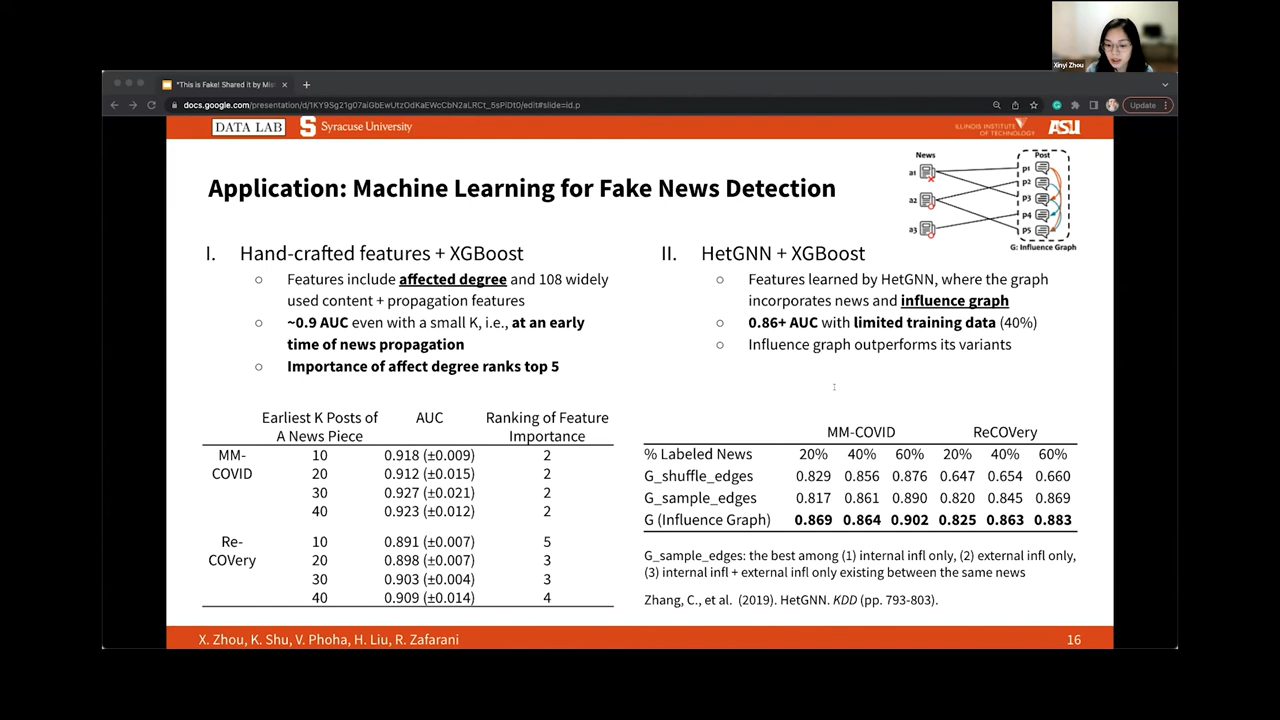 Xinyi Zhou
"This is Fake! Shared it by Mis
docs.google.com/presentation/d/1KY9Sg21g07aiGbEwUtzOdKaEWcCbN2aLRCt_5sPiDt0/edit#slide=id.p
Update
DATA LAB
S Syracuse University
ILLINOIS INSTITUTE OF TECHNOLOGY
ASU
Application: Machine Learning for Fake News Detection
News
Post
a1
a2
a3
p1
p2
p3
p4
p5
G: Influence Graph
I. Hand-crafted features + XGBoost
○ Features include affected degree and 108 widely
used content + propagation features
○ ~0.9 AUC even with a small K, i.e., at an early
time of news propagation
○ Importance of affect degree ranks top 5
Earliest K Posts of
A News Piece
AUC
Ranking of Feature
Importance
MM-
COVID
10 0.918 (±0.009) 2
20 0.912 (±0.015) 2
30 0.927 (±0.021) 2
40 0.923 (±0.012) 2
Re-
COVery
10 0.891 (±0.007) 5
20 0.898 (±0.007) 3
30 0.903 (±0.004) 3
40 0.909 (±0.014) 4
II. HetGNN + XGBoost
○ Features learned by HetGNN, where the graph
incorporates news and influence graph
○ 0.86+ AUC with limited training data (40%)
○ Influence graph outperforms its variants
MM-COVID ReCOVery
% Labeled News 20% 40% 60% 20% 40% 60%
G_shuffle_edges 0.829 0.856 0.876 0.647 0.654 0.660
G_sample_edges 0.817 0.861 0.890 0.820 0.845 0.869
G (Influence Graph) 0.869 0.864 0.902 0.825 0.863 0.883
G_sample_edges: the best among (1) internal infl only, (2) external infl only,
(3) internal infl + external infl only existing between the same news
Zhang, C., et al. (2019). HetGNN. KDD (pp. 793-803).
X. Zhou, K. Shu, V. Phoha, H. Liu, R. Zafarani
16